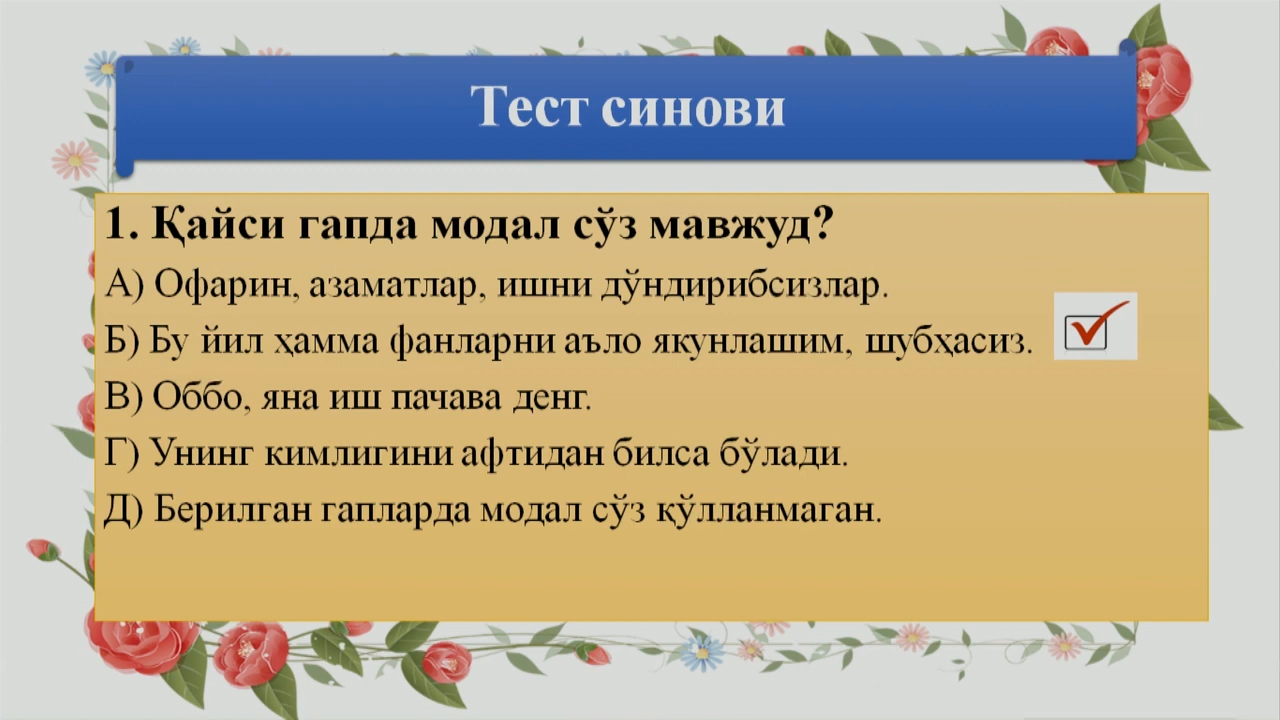 Тест синови
1. Қайси гапда модал сўз мавжуд?
А) Офарин, азаматлар, ишни дўндирибсизлар.
Б) Бу йил ҳамма фанларни аъло якунлашим, шубҳасиз.
В) Оббо, яна иш пачава денг.
Г) Унинг кимлигини афтидан билса бўлади.
Д) Берилган гапларда модал сўз қўлланмаган.